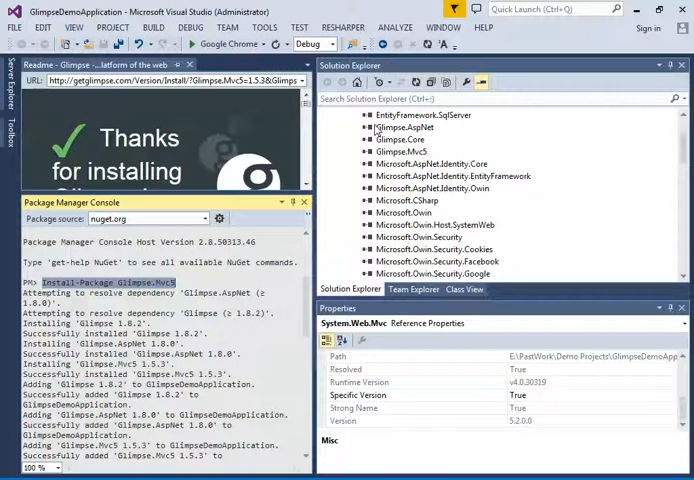 GlimpseDemoApplication - Microsoft Visual Studio (Administrator)
Quick Launch (Ctrl+Q)
FILE EDIT VIEW PROJECT BUILD DEBUG TEAM TOOLS TEST RESHARPER ANALYZE WINDOW HELP
Sign in
Google Chrome
Debug
Server Explorer
Toolbox
Readme - Glimpse -...latform of the web
URL: http://getglimpse.com/Version/Install/?Glimpse.Mvc5=1.5.3&Glimps
Thanks
for installing
g
Package Manager Console
Package source: nuget.org
Package Manager Console Host Version 2.8.50313.46
Type 'get-help NuGet' to see all available NuGet commands.
PM> Install-Package Glimpse.Mvc5
Attempting to resolve dependency 'Glimpse.AspNet (≥
1.8.0)'.
Attempting to resolve dependency 'Glimpse (≥ 1.8.2)'.
Installing 'Glimpse 1.8.2'.
Successfully installed 'Glimpse 1.8.2'.
Installing 'Glimpse.AspNet 1.8.0'.
Successfully installed 'Glimpse.AspNet 1.8.0'.
Installing 'Glimpse.Mvc5 1.5.3'.
Successfully installed 'Glimpse.Mvc5 1.5.3'.
Adding 'Glimpse 1.8.2' to GlimpseDemoApplication.
Successfully added 'Glimpse 1.8.2' to
GlimpseDemoApplication.
Adding 'Glimpse.AspNet 1.8.0' to GlimpseDemoApplication.
Successfully added 'Glimpse.AspNet 1.8.0' to
GlimpseDemoApplication.
Adding 'Glimpse.Mvc5 1.5.3' to GlimpseDemoApplication.
Successfully added 'Glimpse.Mvc5 1.5.3' to
100 %
Solution Explorer
Search Solution Explorer (Ctrl+;)
EntityFramework.SqlServer
Glimpse.AspNet
Glimpse.Core
Glimpse.Mvc5
Microsoft.AspNet.Identity.Core
Microsoft.AspNet.Identity.EntityFramework
Microsoft.AspNet.Identity.Owin
Microsoft.CSharp
Microsoft.Owin
Microsoft.Owin.Host.SystemWeb
Microsoft.Owin.Security
Microsoft.Owin.Security.Cookies
Microsoft.Owin.Security.Facebook
Microsoft.Owin.Security.Google
Solution Explorer Team Explorer Class View
Properties
System.Web.Mvc Reference Properties
Path E:\PastWork\Demo Projects\GlimpseDemoApp
Resolved True
Runtime Version v4.0.30319
Specific Version True
Strong Name True
Version 5.2.0.0
Misc